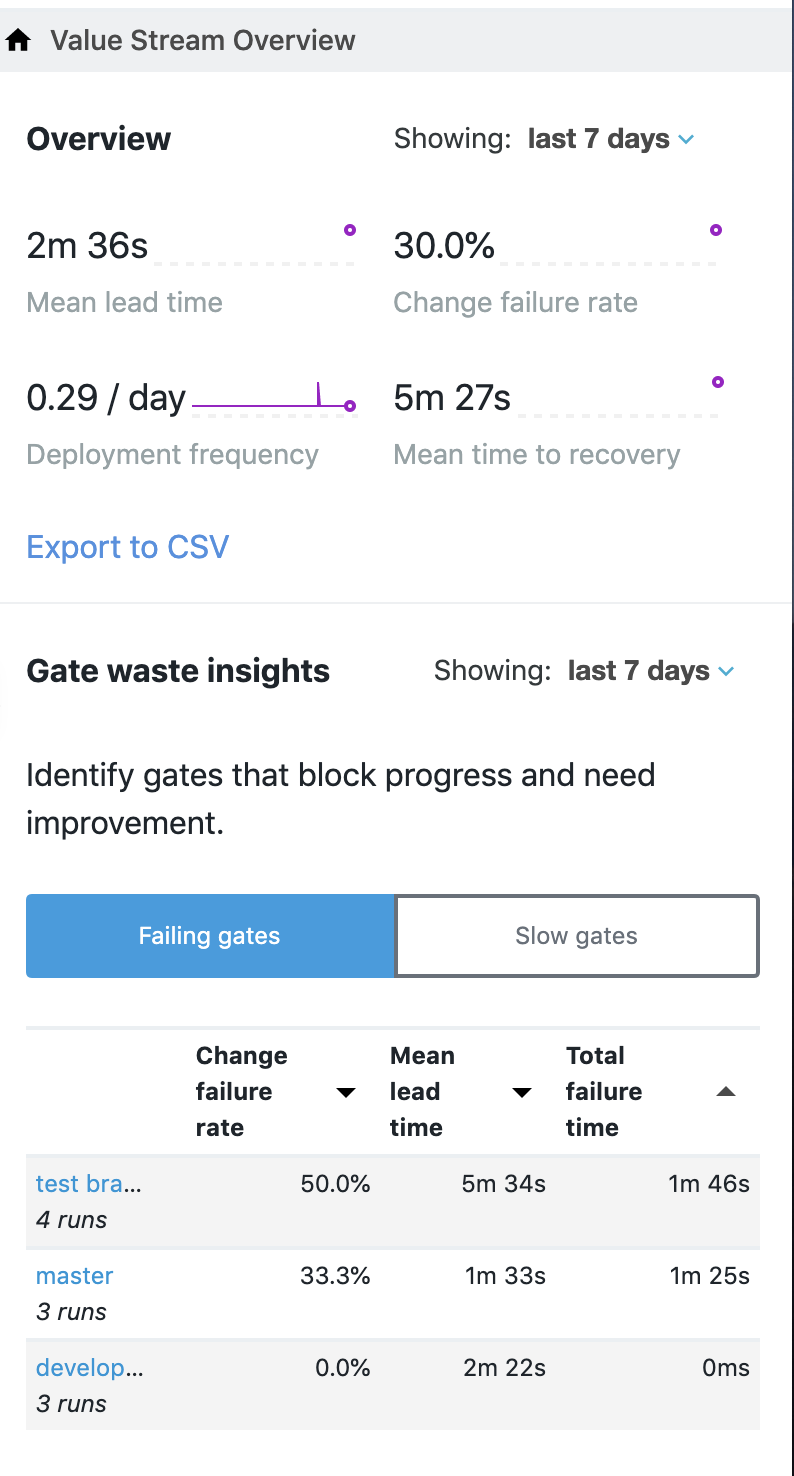 Value Stream Overview
Overview
Showing: last 7 days
2m 36s
30.0%
Mean lead time
Change failure rate
0.29 / day
5m 27s
Deployment frequency
Mean time to recovery
Export to CSV
Gate waste insights
Showing: last 7 days
Identify gates that block progress and need
improvement.
Failing gates
Slow gates
Change
failure
rate
Mean
lead
time
Total
failure
time
test bra...
50.0%
5m 34s
1m 46s
4 runs
master
33.3%
1m 33s
1m 25s
3 runs
develop...
0.0%
2m 22s
0ms
3 runs